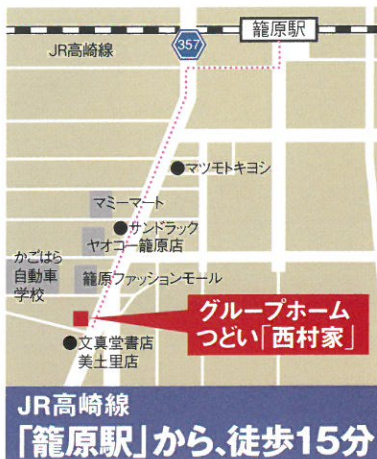 籠原駅
357
JR高崎線
マツモトキヨシ
マミーマート
サンドラック
ヤオコー籠原店
かごはら
自動車
学校
籠原ファッションモール
グループホーム
つどい「西村家」
文真堂書店
美土里店
JR高崎線
「籠原駅」から、徒歩15分